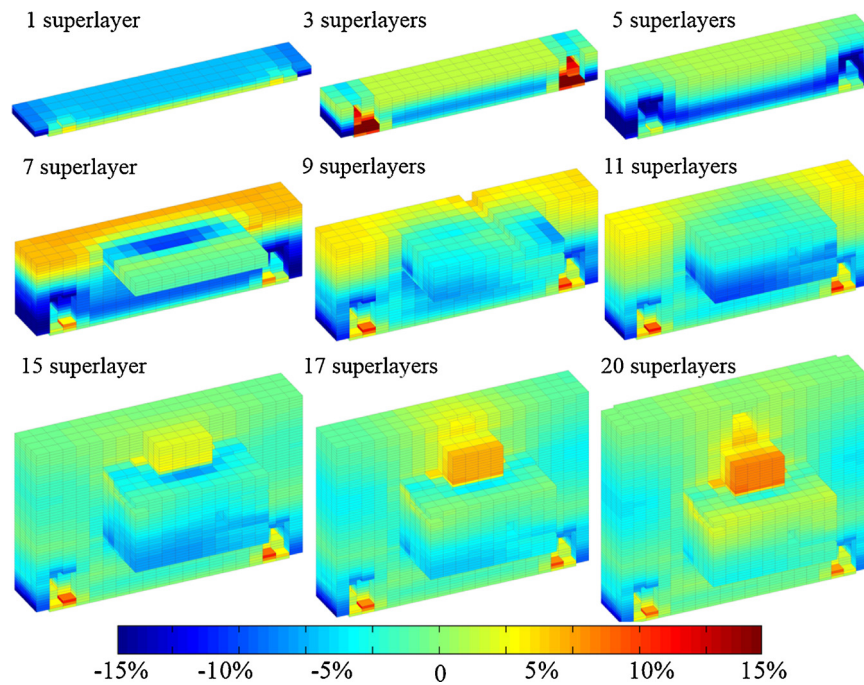 1 superlayer
3 superlayers
5 superlayers
7 superlayer
9 superlayers
11 superlayers
15 superlayer
17 superlayers
20 superlayers
-15% -10% -5% 0 5% 10% 15%